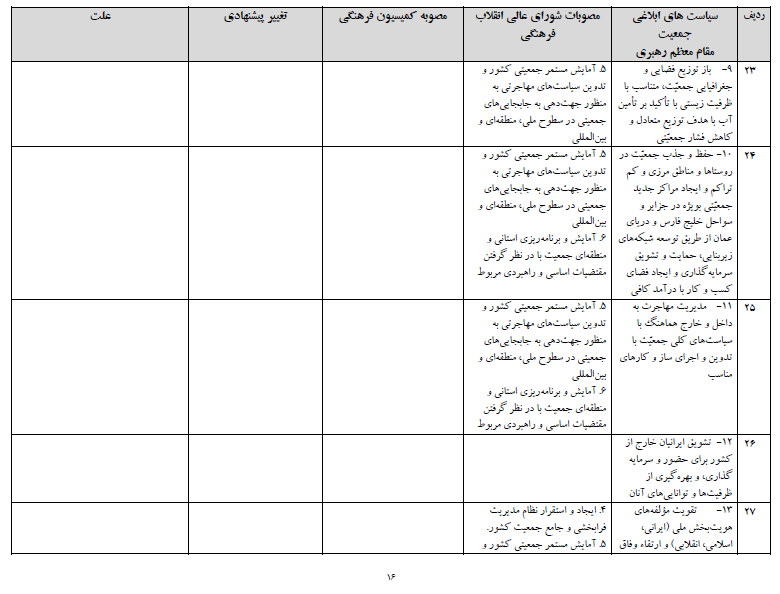 ردیف
سیاست های ابلاغی
جمعیت
مقام معظم رهبری
مصوبات شورای عالی انقلاب
فرهنگی
مصوبه کمیسیون فرهنگی
تغییر پیشنهادی
علت
۲۳
۹- باز توزیع فضایی و
جغرافیایی جمعیّت، متناسب با
ظرفیت زیستی با تأکید بر تأمین
آب با هدف توزیع متعادل و
کاهش فشار جمعیّتی
۵. آمایش مستمر جمعیتی کشور و
تدوین سیاست‌های مهاجرتی به
منظور جهت‌دهی به جابجایی‌های
جمعیتی در سطوح ملی، منطقه‌ای و
بین‌المللی
۲۴
۱۰- حفظ و جذب جمعیّت در
روستاها و مناطق مرزی و کم
تراکم و ایجاد مراکز جدید
جمعیّتی بویژه در جزایر و
سواحل خلیج فارس و دریای
عمان از طریق توسعه شبکه‌های
زیربنایی، حمایت و تشویق
سرمایه‌گذاری و ایجاد فضای
کسب و کار با درآمد کافی
۵. آمایش مستمر جمعیتی کشور و
تدوین سیاست‌های مهاجرتی به
منظور جهت‌دهی به جابجایی‌های
جمعیتی در سطوح ملی، منطقه‌ای و
بین‌المللی
۶. آمایش و برنامه‌ریزی استانی و
منطقه‌ای جمعیت با در نظر گرفتن
مقتضیات اساسی و راهبردی مربوط
۲۵
۱۱- مدیریت مهاجرت به
داخل و خارج هماهنگ با
سیاست‌های کلی جمعیّت با
تدوین و اجرای ساز و کارهای
مناسب
۵. آمایش مستمر جمعیتی کشور و
تدوین سیاست‌های مهاجرتی به
منظور جهت‌دهی به جابجایی‌های
جمعیتی در سطوح ملی، منطقه‌ای و
بین‌المللی
۶. آمایش و برنامه‌ریزی استانی و
منطقه‌ای جمعیت با در نظر گرفتن
مقتضیات اساسی و راهبردی مربوط
۲۶
۱۲- تشویق ایرانیان خارج از
کشور برای حضور و سرمایه
گذاری، و بهره‌گیری از
ظرفیت‌ها و توانایی‌های آنان
۲۷
۱۳- تقویت مؤلفه‌های
هویت‌بخش ملی (ایرانی،
اسلامی، انقلابی) و ارتقاء وفاق
۴. ایجاد و استقرار نظام مدیریت
فرابخشی و جامع جمعیت کشور.
۵. آمایش مستمر جمعیتی کشور و
۱۶